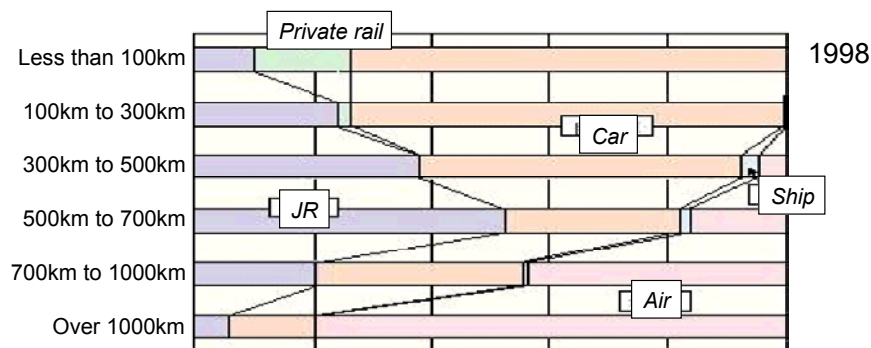 Private rail
Less than 100km
1998
100km to 300km
Car
300km to 500km
Ship
JR
500km to 700km
700km to 1000km
Air
Over 1000km